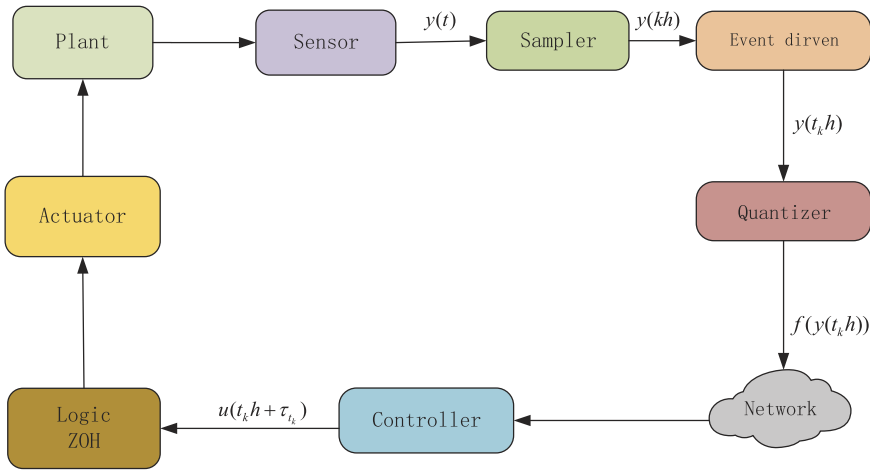 Plant
Sensor
y(t)
Sampler
y(kh)
Event dirven
y(t_k h)
Actuator
Quantizer
f(y(t_k h))
Logic
ZOH
u(t_k h + τ_{t_k})
Controller
Network